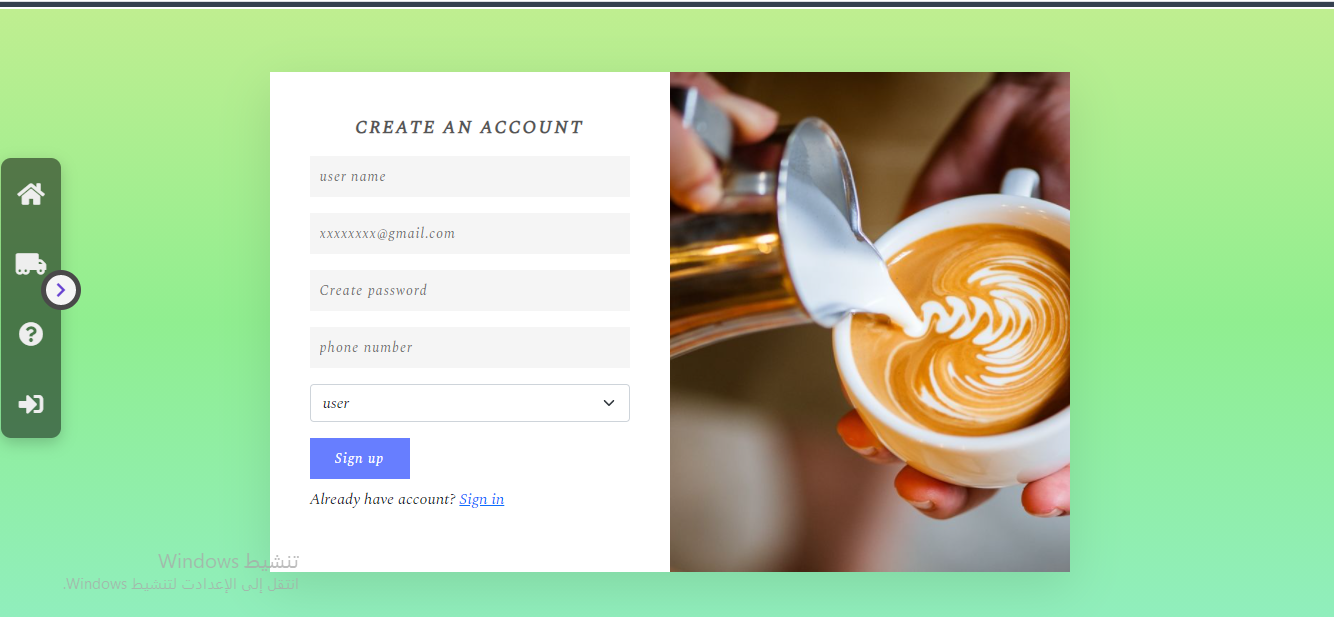 CREATE AN ACCOUNT
user name
xxxxxxxx@gmail.com
Create password
phone number
user
Sign up
Already have account? Sign in
تنشيط Windows
انتقل إلى الإعدادت لتنشيط Windows.